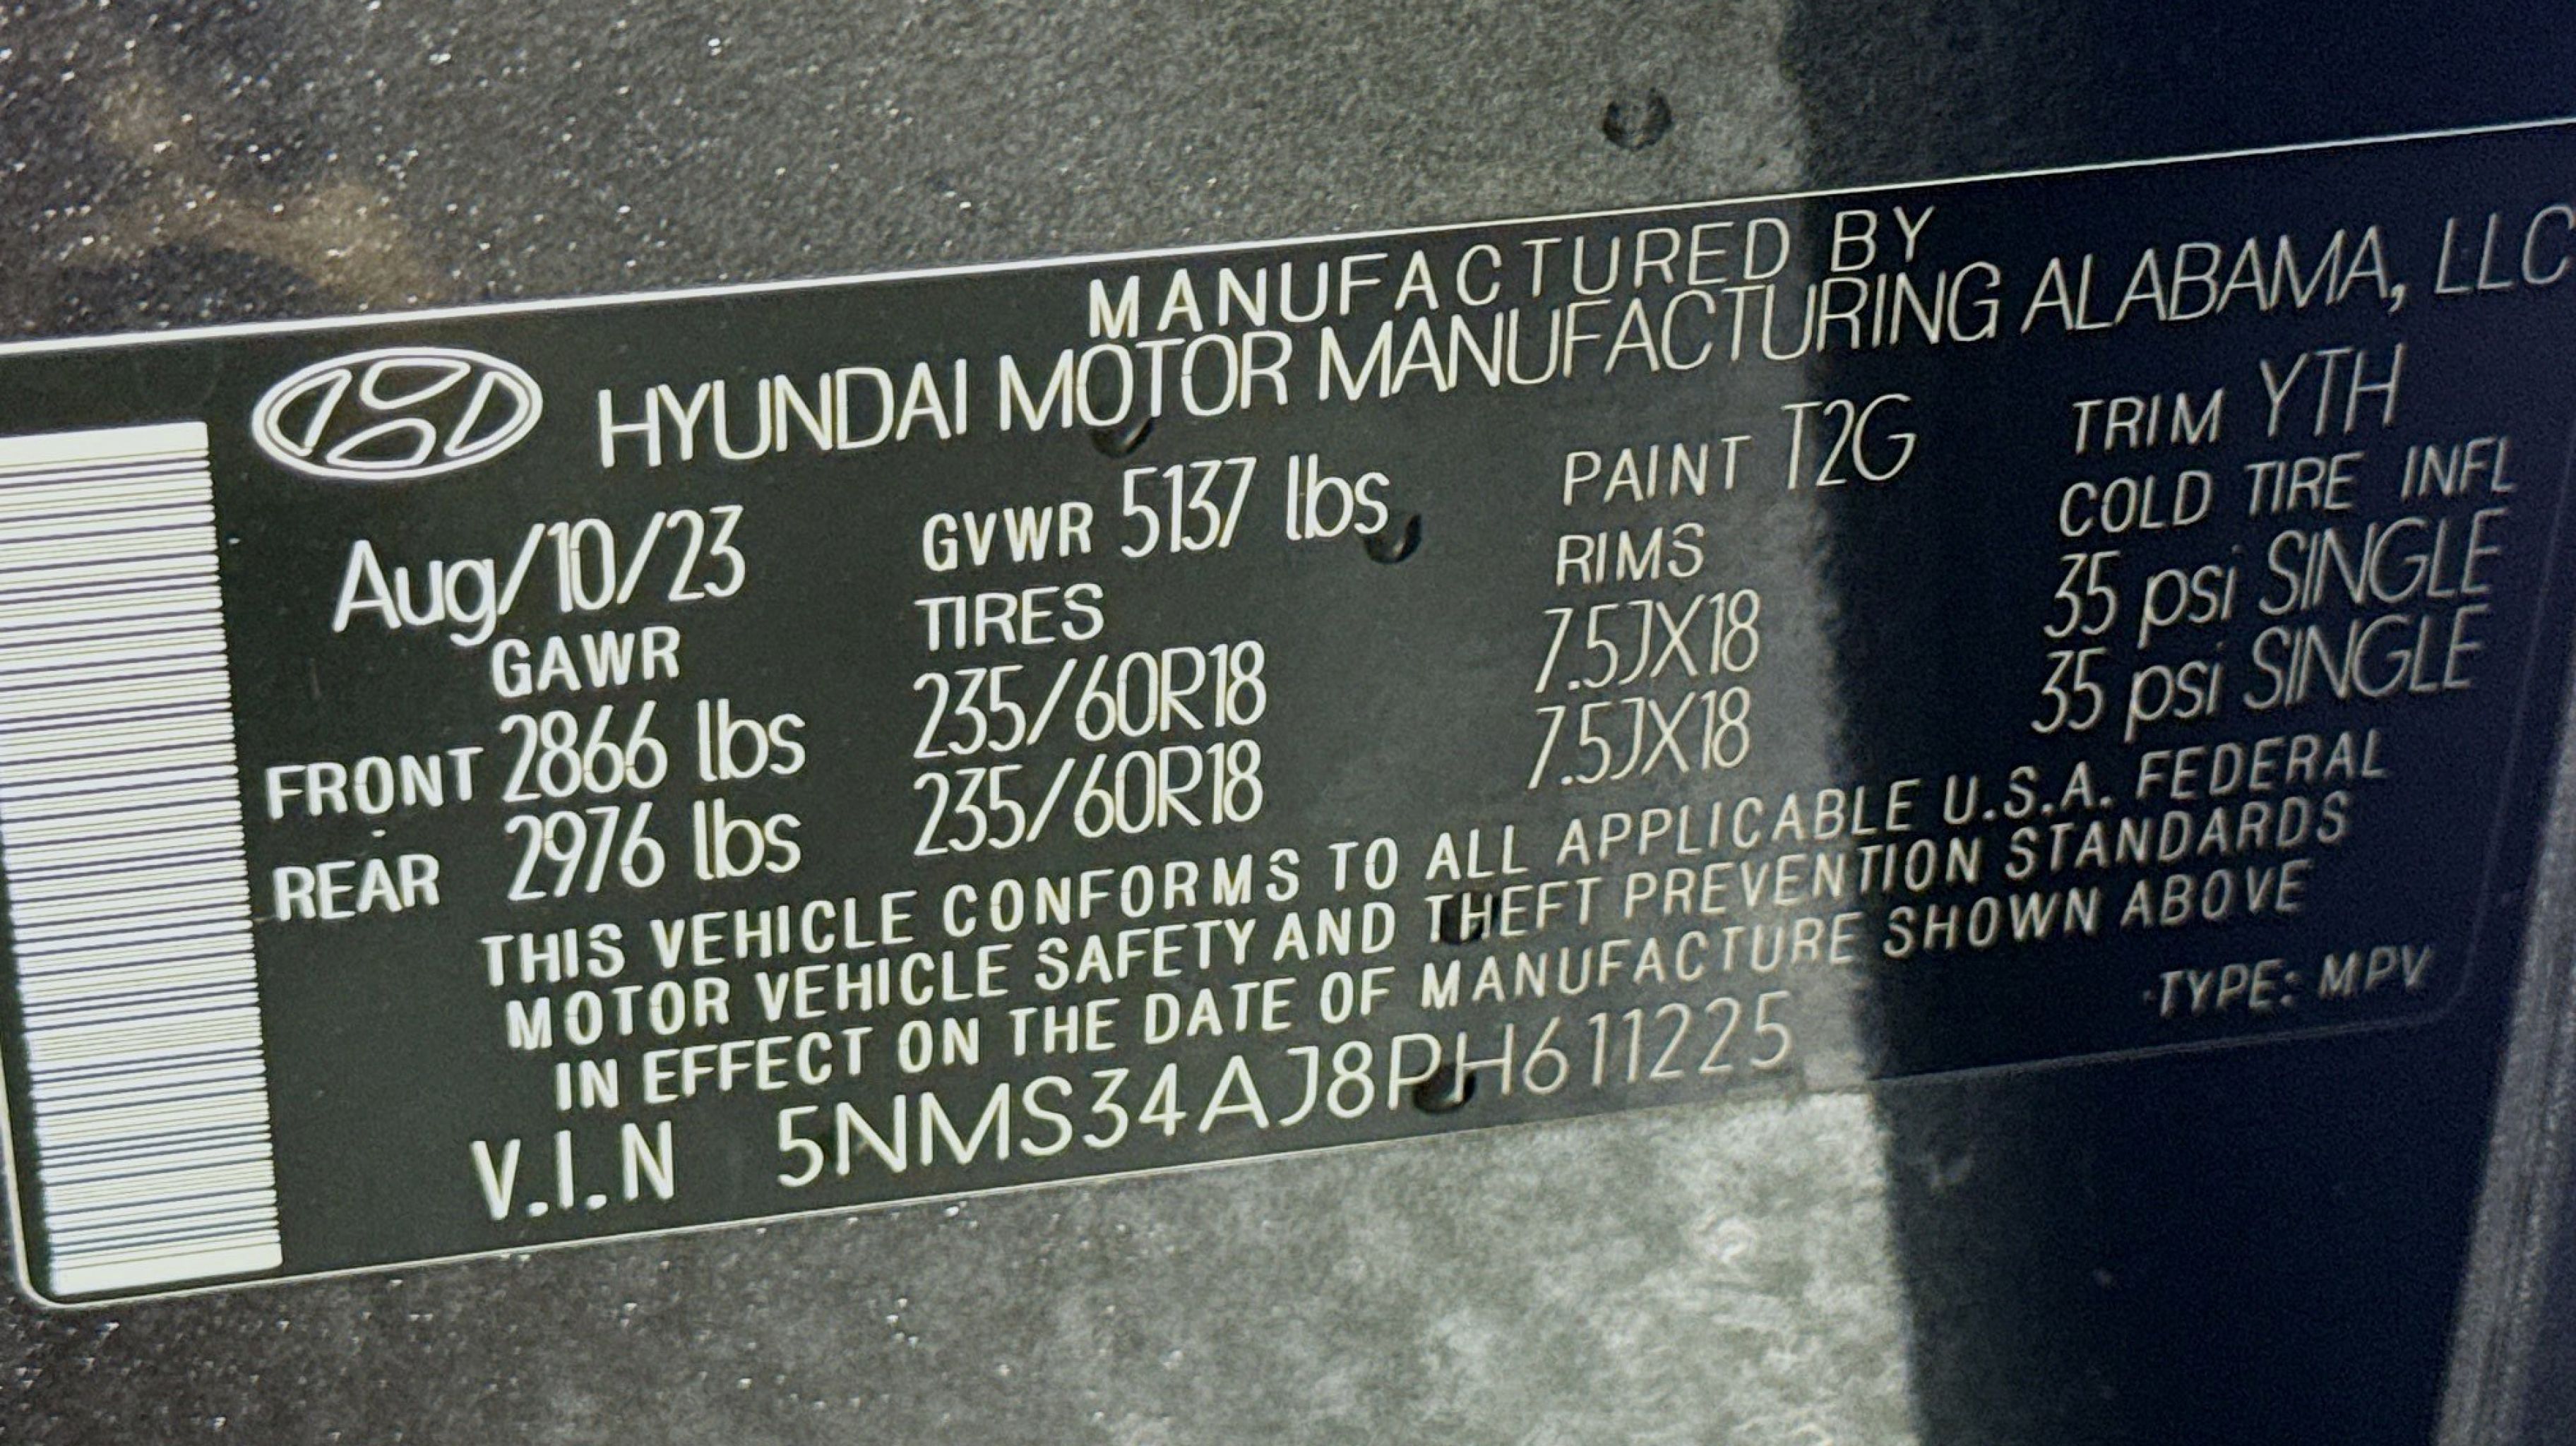 MANUFACTURED BY
HYUNDAI MOTOR MANUFACTURING ALABAMA, LLC
Aug/10/23 GVWR 5137 lbs PAINT T2G TRIM YTH
GAWR TIRES RIMS COLD TIRE INFL
FRONT 2866 lbs 235/60R18 7.5JX18 35 psi SINGLE
REAR 2976 lbs 235/60R18 7.5JX18 35 psi SINGLE
THIS VEHICLE CONFORMS TO ALL APPLICABLE U.S.A. FEDERAL
MOTOR VEHICLE SAFETY AND THEFT PREVENTION STANDARDS
IN EFFECT ON THE DATE OF MANUFACTURE SHOWN ABOVE
V.I.N 5NMS34AJ8PH611225 TYPE: MPV